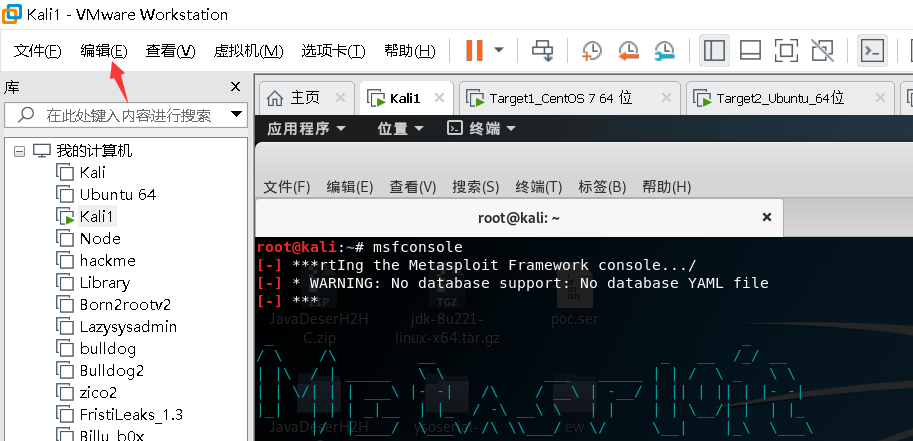 Kali1 - VMware Workstation
文件(F) 编辑(E) 查看(V) 虚拟机(M) 选项卡(T) 帮助(H)
库
在此处键入内容进行搜索
我的计算机
Kali
Ubuntu 64
Kali1
Node
hackme
Library
Born2rootv2
Lazysysadmin
bulldog
Bulldog2
zico2
FristiLeaks_1.3
Billu_b0x
主页 Kali1 Target1_CentOS 7 64 位 Target2_Ubuntu_64位
应用程序 位置 终端
文件(F) 编辑(E) 查看(V) 搜索(S) 终端(T) 标签(B) 帮助(H)
root@kali: ~
root@kali:~# msfconsole
[-] ***rtIng the Metasploit Framework console.../
[-] * WARNING: No database support: No database YAML file
[-] ***
ZIP TGZ
JavaDeserH2H
C.zip
jdk-8u221-
linux-x64.tar.gz
poc.ser
JavaDeserH2H ysoserial- ew